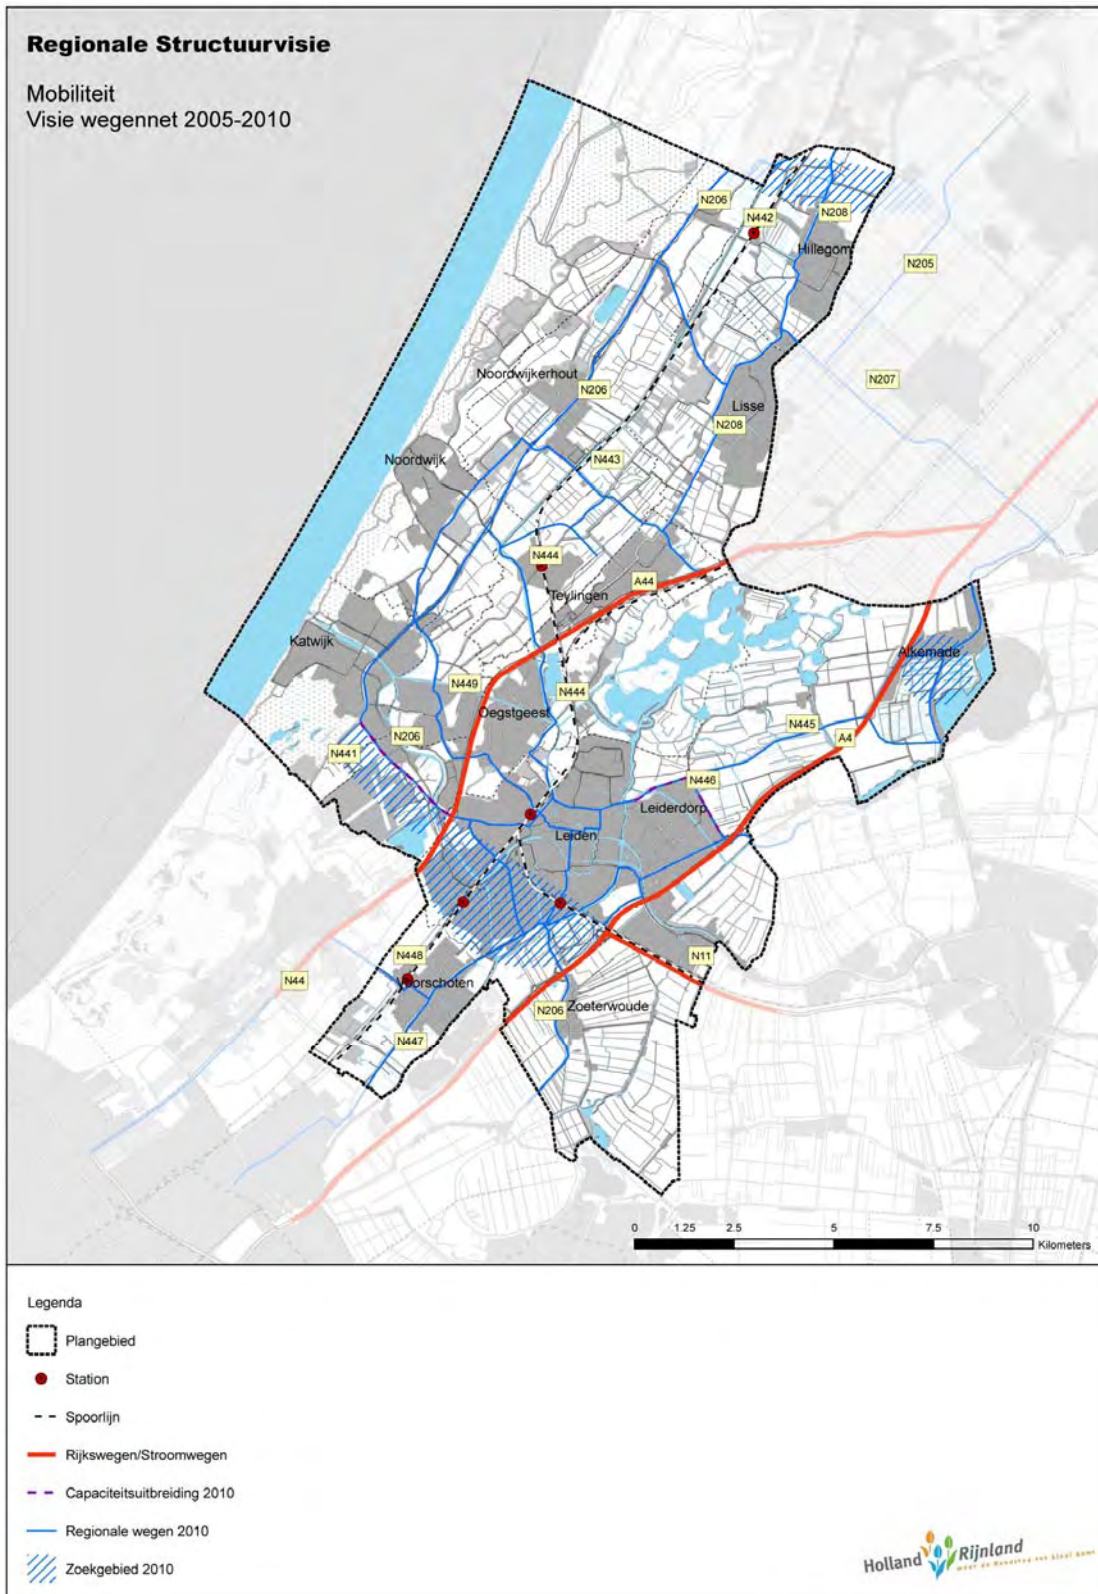 Regionale Structuurvisie
Mobiliteit
Visie wegennet 2005-2010
N206
N442
N208
Hillegom
N205
N207
Noordwijkerhout
N206
Lisse
N208
Noordwijk
N443
N444
A44
Teylingen
Katwijk
Alkemade
N449
N444
Oegstgeest
N445
N206
A4
N441
N446
Leiderdorp
Leiden
N448
N11
N44
Voorschoten
Zoeterwoude
N206
N447
0 1.25 2.5 5 7.5 10
Kilometers
Legenda
Plangebied
Station
Spoorlijn
Rijkswegen/Stroomwegen
Capaciteitsuitbreiding 2010
Regionale wegen 2010
Zoekgebied 2010
Holland Rijnland